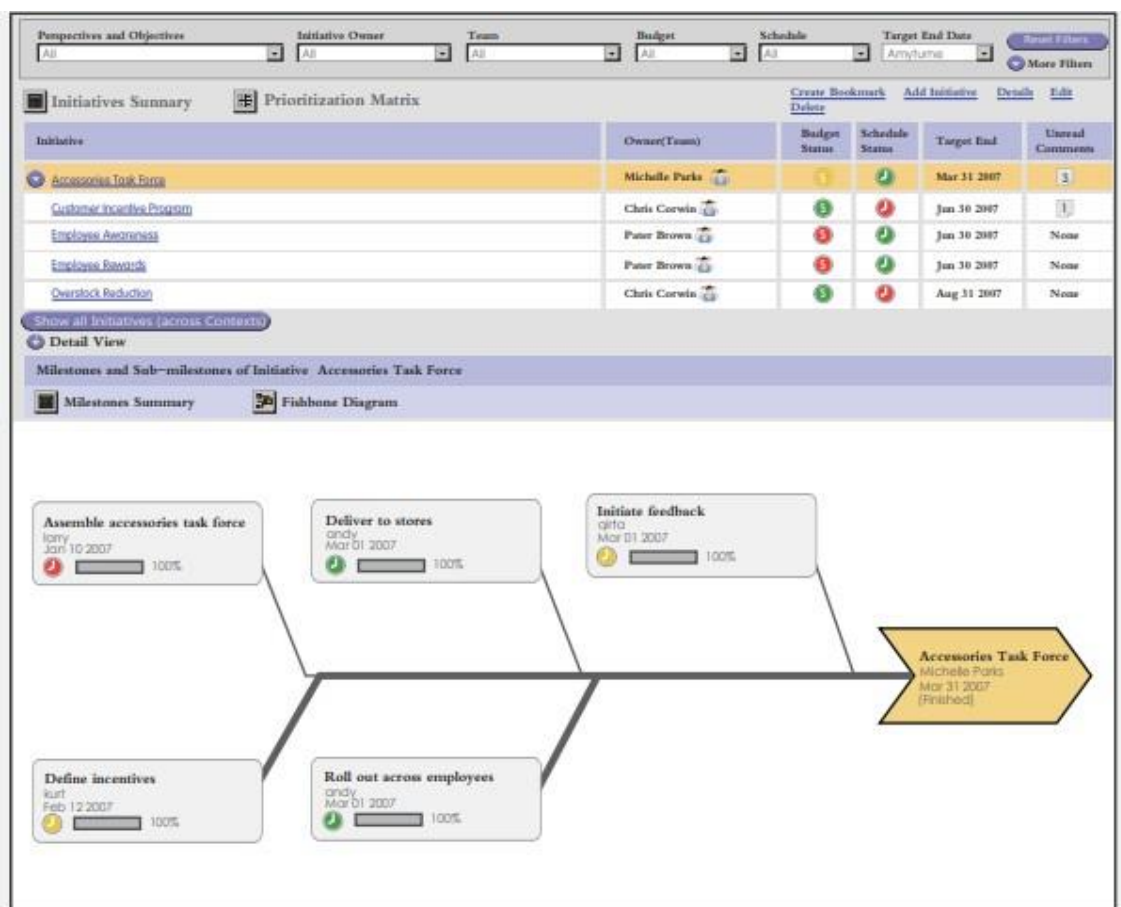 Perspectives and Objectives Initiative Owner Team Budget Schedule Target End Date
All All All All All Anytime
Reset Filters
More Filters
Initiatives Sunnary Prioritization Matrix
Create Bookmark Add Initiative Details Edit
Delete
Initiative Owner(Team) Budget Status Schedule Status Target End Unread Comments
Accessories Task Force Michelle Parks Mar 31 2007 3
Customer Incentive Program Chris Corwin S Jun 30 2007 1
Employee Awareness Pater Brown S Jun 30 2007 None
Employee Rewards Pater Brown S Jun 30 2007 None
Overstock Reduction Chris Corwin S Aug 31 2007 None
Show all Initiatives (across Contexts)
Detail View
Milestones and Sub-milestones of Initiative Accessories Task Force
Milestones Summary Fishbone Diagram
Assemble accessories task force
larry
Jan 10 2007
100%
Deliver to stores
andy
Mar 01 2007
100%
Initiate feedback
Mar 01 2007
100%
Accessories Task Force
Michelle Parks
Mar 31 2007
(Finished)
Define incentives
kurt
Feb 12 2007
100%
Roll out across employees
andy
Mar 01 2007
100%